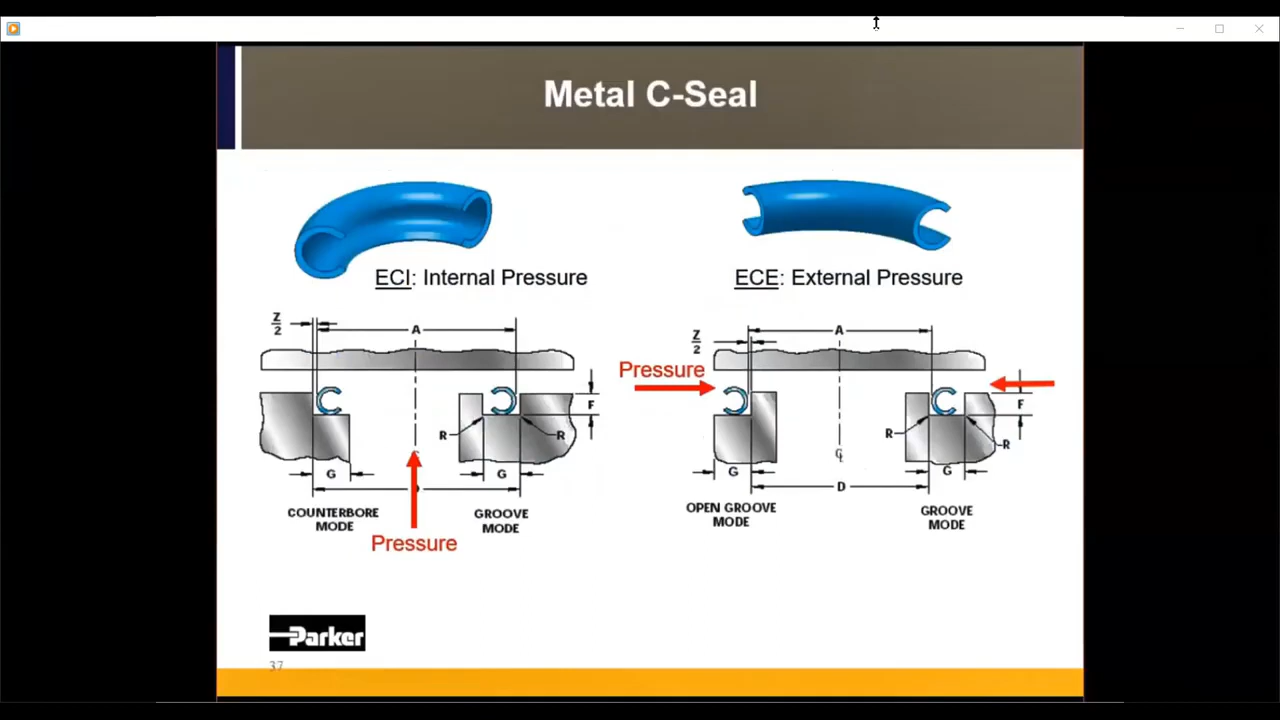 Metal C-Seal
ECI: Internal Pressure
ECE: External Pressure
Z
2
A
F
R
R
G
G
COUNTERBORE
MODE
GROOVE
MODE
Pressure
Z
2
A
Pressure
F
R
R
G
G
D
OPEN GROOVE
MODE
GROOVE
MODE
Parker
37